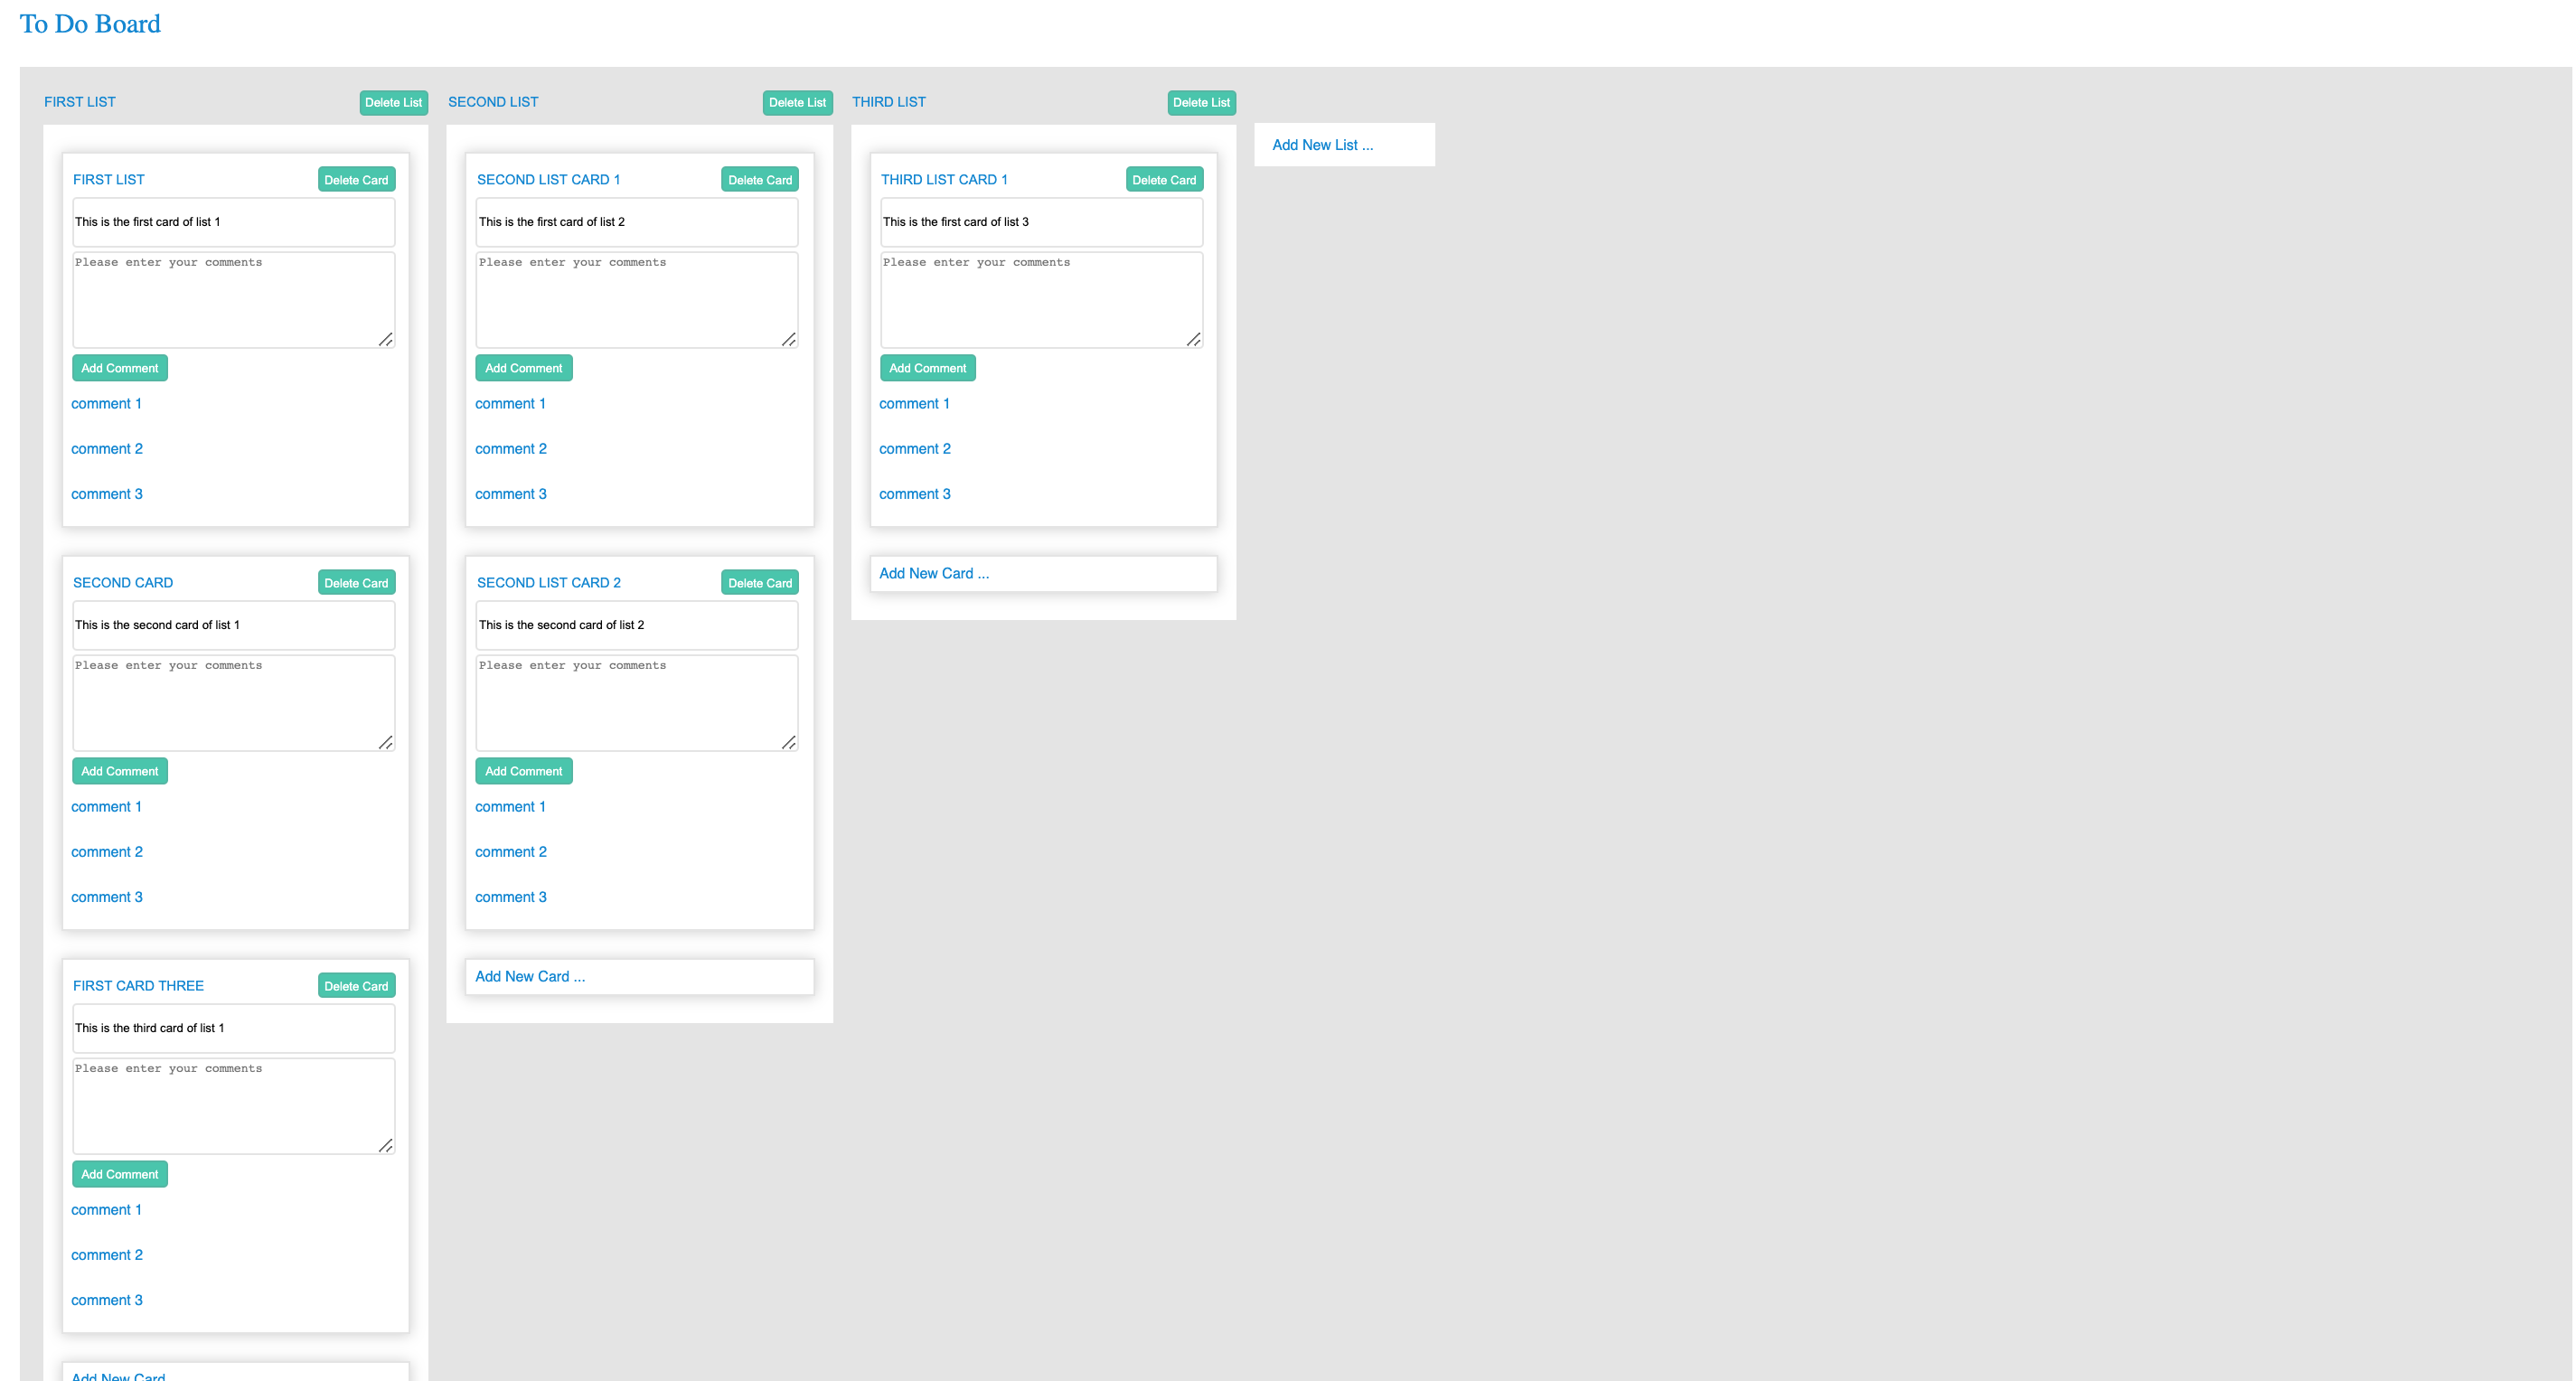 To Do Board
FIRST LIST
Delete List
FIRST LIST
Delete Card
This is the first card of list 1
Please enter your comments
Add Comment
comment 1
comment 2
comment 3
SECOND CARD
Delete Card
This is the second card of list 1
Please enter your comments
Add Comment
comment 1
comment 2
comment 3
FIRST CARD THREE
Delete Card
This is the third card of list 1
Please enter your comments
Add Comment
comment 1
comment 2
comment 3
Add New Card
SECOND LIST
Delete List
SECOND LIST CARD 1
Delete Card
This is the first card of list 2
Please enter your comments
Add Comment
comment 1
comment 2
comment 3
SECOND LIST CARD 2
Delete Card
This is the second card of list 2
Please enter your comments
Add Comment
comment 1
comment 2
comment 3
Add New Card ...
THIRD LIST
Delete List
THIRD LIST CARD 1
Delete Card
This is the first card of list 3
Please enter your comments
Add Comment
comment 1
comment 2
comment 3
Add New Card ...
Add New List ...